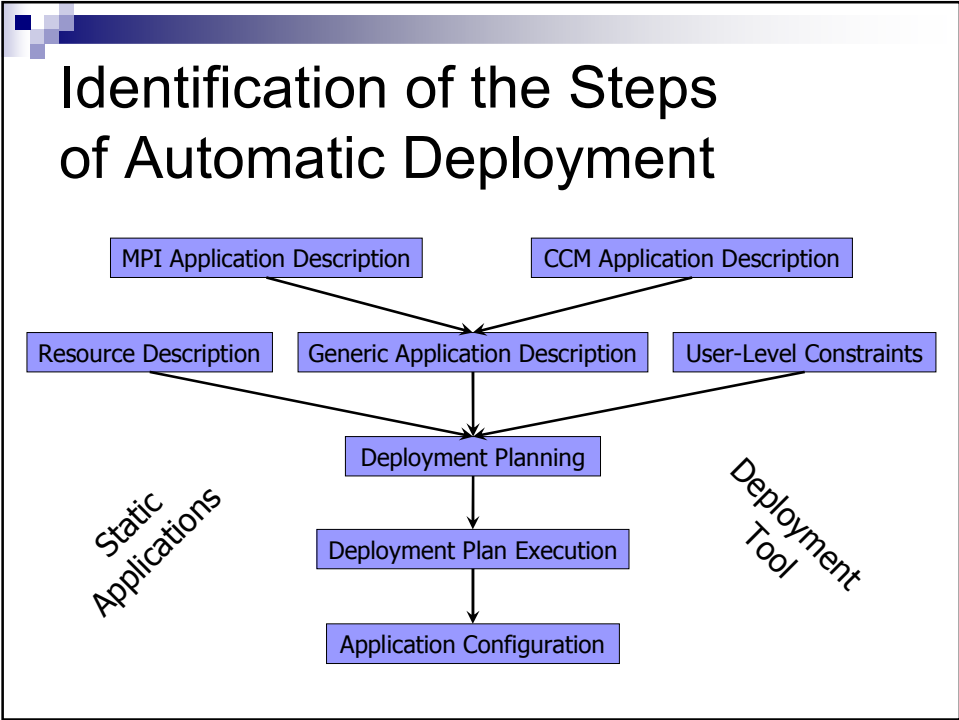 Identification of the Steps
of Automatic Deployment
MPI Application Description
CCM Application Description
Resource Description
Generic Application Description
User-Level Constraints
Deployment Planning
Static
Applications
Deployment
Tool
Deployment Plan Execution
Application Configuration